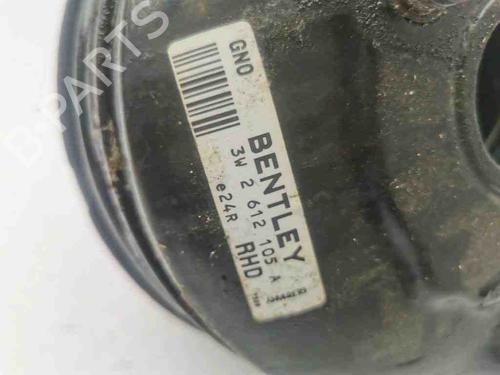 B-PARTS
GNO
BENTLEY
3W 2 612 105 A
e24R RHD